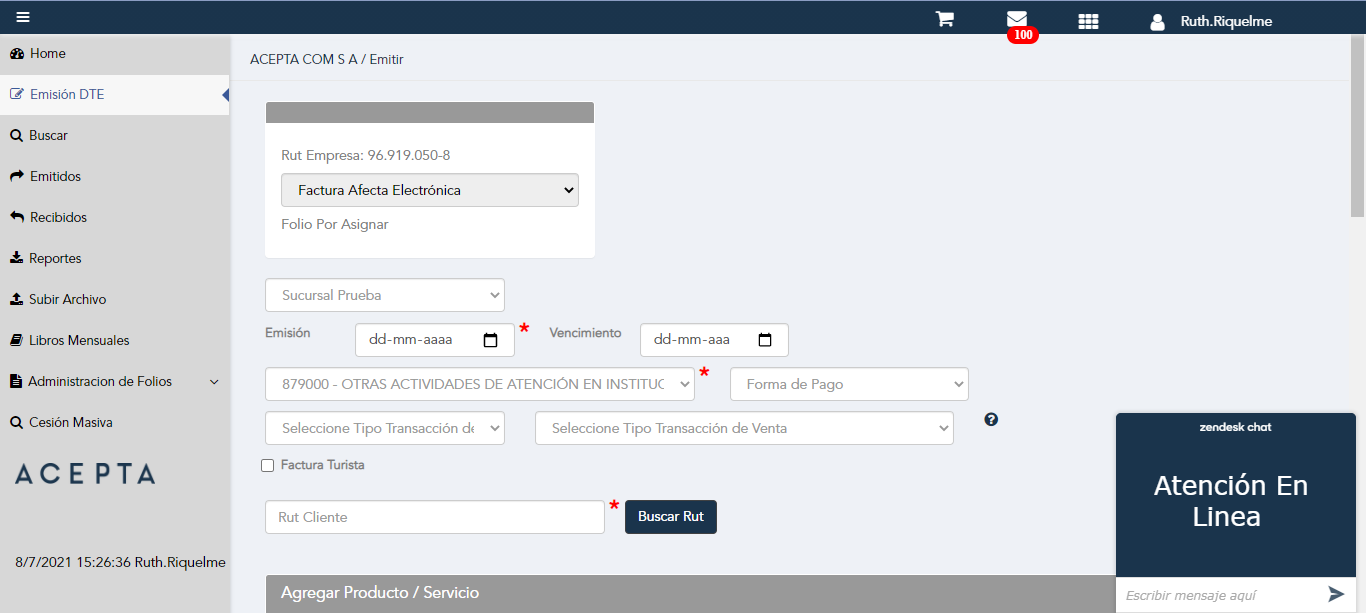 100
Ruth.Riquelme
Home
Emisión DTE
Buscar
Emitidos
Recibidos
Reportes
Subir Archivo
Libros Mensuales
Administracion de Folios
Cesión Masiva
ACEPTA
8/7/2021 15:26:36 Ruth.Riquelme
ACEPTA COM S A / Emitir
Rut Empresa: 96.919.050-8
Factura Afecta Electrónica
Folio Por Asignar
Sucursal Prueba
Emisión dd-mm-aaaa * Vencimiento dd-mm-aaa
879000 - OTRAS ACTIVIDADES DE ATENCIÓN EN INSTITUC * Forma de Pago
Seleccione Tipo Transacción de Seleccione Tipo Transacción de Venta ?
Factura Turista
Rut Cliente * Buscar Rut
Agregar Producto / Servicio
zendesk chat
Atención En
Linea
Escribir mensaje aquí